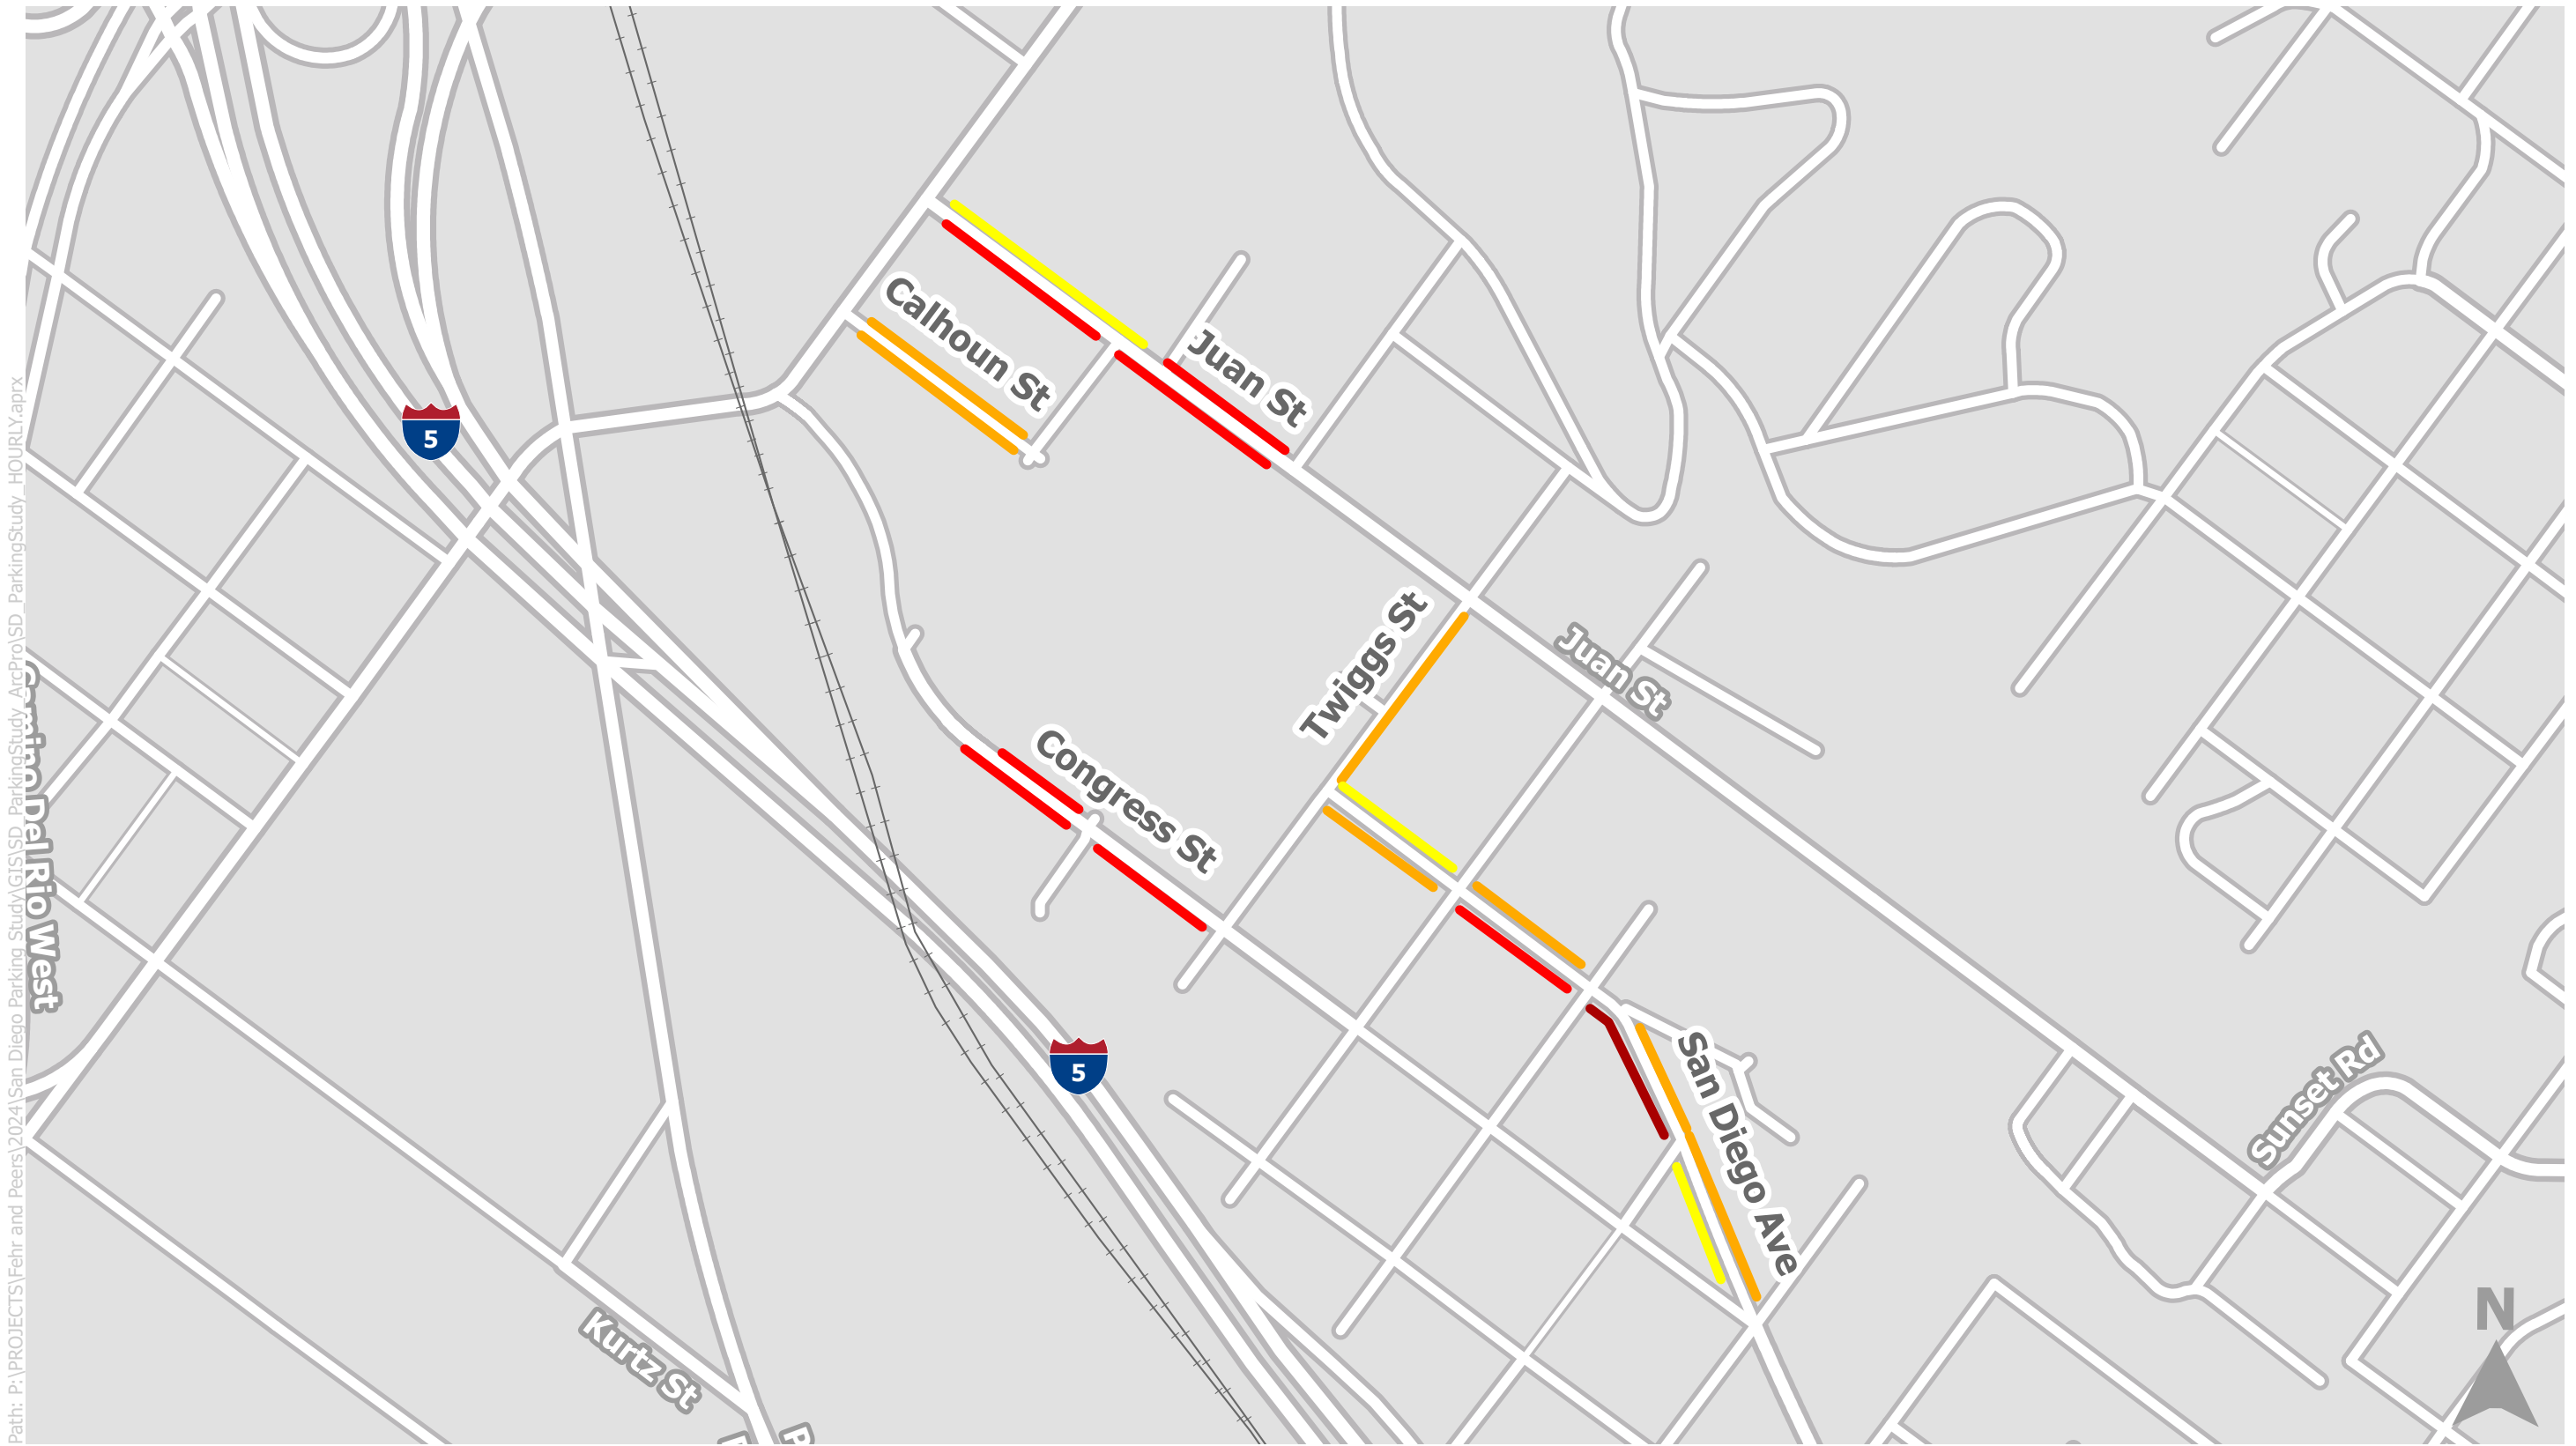 Calhoun St
Juan St
5
Twiggs St
Juan St
Congress St
Camino Del Rio West
San Diego Ave
5
Sunset Rd
Kurtz St
N
Path: P:\PROJECTS\Fehr and Peers\2024\San Diego Parking Study\GIS\SD_ParkingStudy_ArcPro\SD_ParkingStudy_HOURLY.aprx